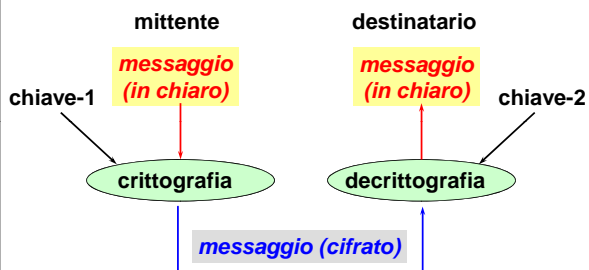 mittente
destinatario
messaggio
(in chiaro)
messaggio
(in chiaro)
chiave-1
chiave-2
crittografia
decrittografia
messaggio (cifrato)